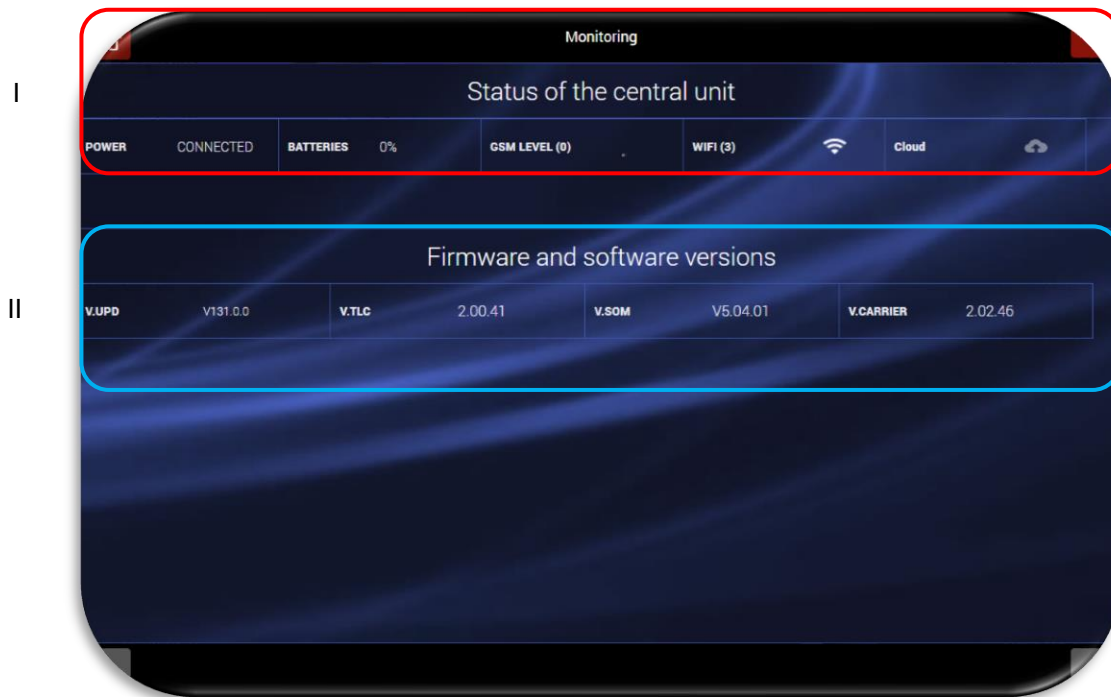 Monitoring
I
Status of the central unit
POWER CONNECTED BATTERIES 0% GSM LEVEL (0) WIFI (3) Cloud
Firmware and software versions
II
V.UPD V131.0.0 V.TLC 2.00.41 V.SOM V5.04.01 V.CARRIER 2.02.46